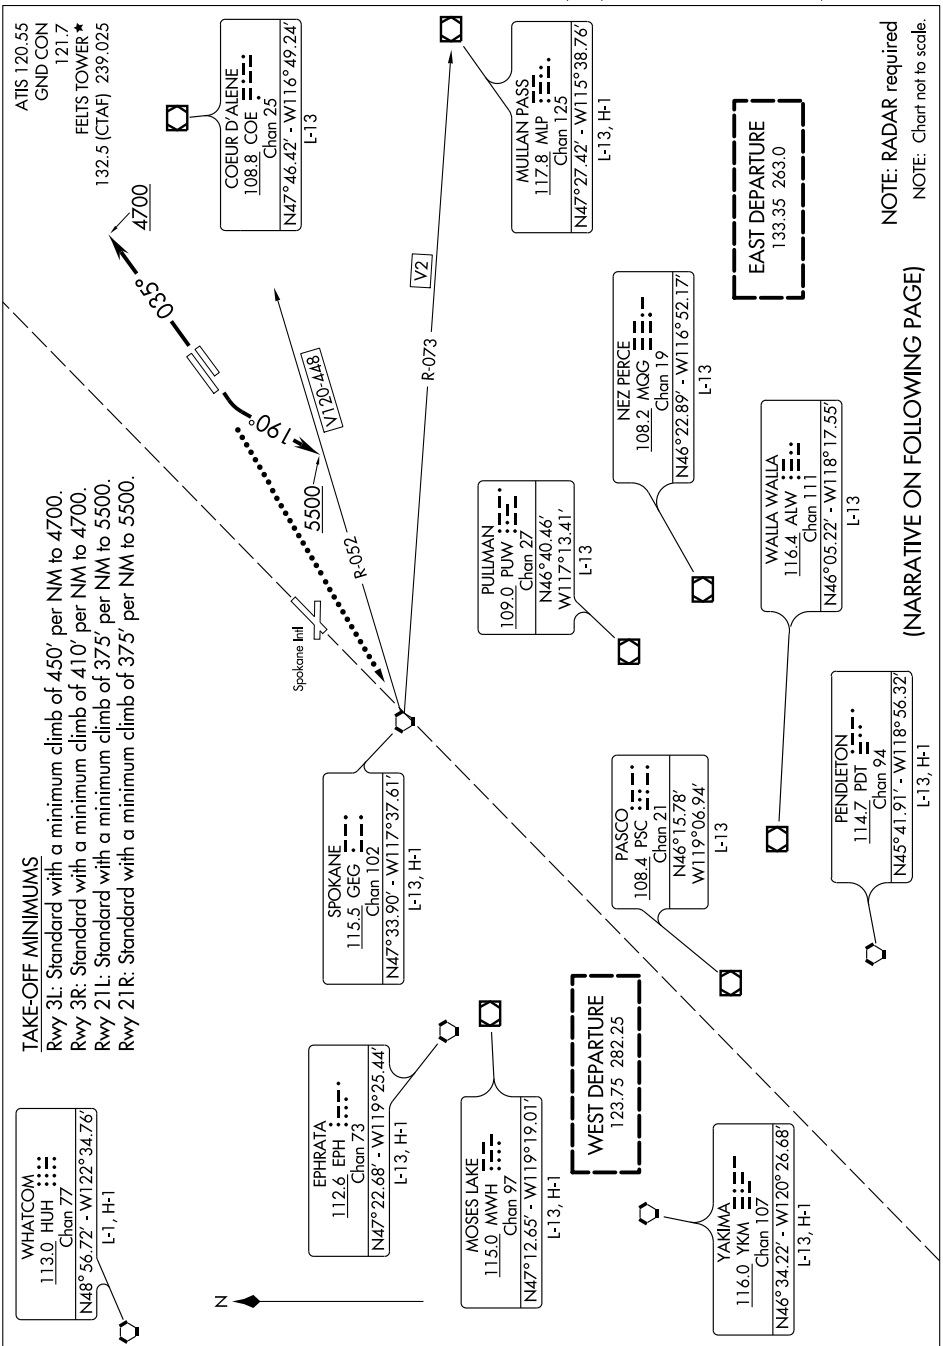 ATIS 120.55
GND CON
121.7
FELTS TOWER★
132.5 (CTAF) 239.025
TAKE-OFF MINIMUMS
Rwy 3L: Standard with a minimum climb of 450' per NM to 4700.
Rwy 3R: Standard with a minimum climb of 410' per NM to 4700.
Rwy 21L: Standard with a minimum climb of 375' per NM to 5500.
Rwy 21R: Standard with a minimum climb of 375' per NM to 5500.
WHATCOM
113.0 HUH
Chan 77
N48°56.72' - W122°34.76'
L-1, H-1
4700
035°
190°
5500
COEUR D'ALENE
108.8 COE
Chan 25
N47°46.42' - W116°49.24'
L-13
V120-448
R-052
Spokane Intl
SPOKANE
115.5 GEG
Chan 102
N47°33.90' - W117°37.61'
L-13, H-1
EPHRATA
112.6 EPH
Chan 73
N47°22.68' - W119°25.44'
L-13, H-1
N
V2
R-073
MULLAN PASS
117.8 MLP
Chan 125
N47°27.42' - W115°38.76'
L-13, H-1
MOSES LAKE
115.0 MWH
Chan 97
N47°12.65' - W119°19.01'
L-13, H-1
PULLMAN
109.0 PUW
Chan 27
N46°40.46'
W117°13.41'
L-13
WEST DEPARTURE
123.75 282.25
PASCO
108.4 PSC
Chan 21
N46°15.78'
W119°06.94'
L-13
NEZ PERCE
108.2 MQG
Chan 19
N46°22.89' - W116°52.17'
L-13
EAST DEPARTURE
133.35 263.0
YAKIMA
116.0 YKM
Chan 107
N46°34.22' - W120°26.68'
L-13, H-1
WALLA WALLA
116.4 ALW
Chan 111
N46°05.22' - W118°17.55'
L-13
PENDLETON
114.7 PDT
Chan 94
N45°41.91' - W118°56.32'
L-13, H-1
NOTE: RADAR required
NOTE: Chart not to scale.
(NARRATIVE ON FOLLOWING PAGE)